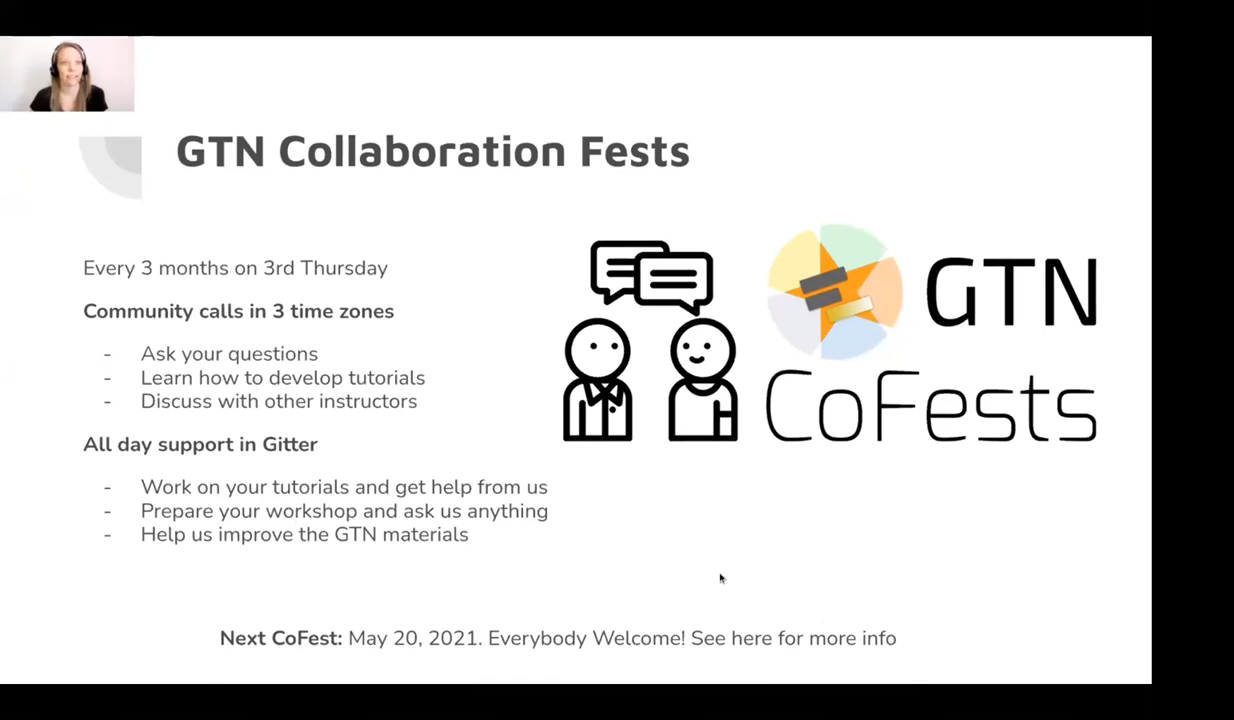 GTN Collaboration Fests
Every 3 months on 3rd Thursday
Community calls in 3 time zones
- Ask your questions
- Learn how to develop tutorials
- Discuss with other instructors
All day support in Gitter
- Work on your tutorials and get help from us
- Prepare your workshop and ask us anything
- Help us improve the GTN materials
GTN
CoFests
Next CoFest: May 20, 2021. Everybody Welcome! See here for more info